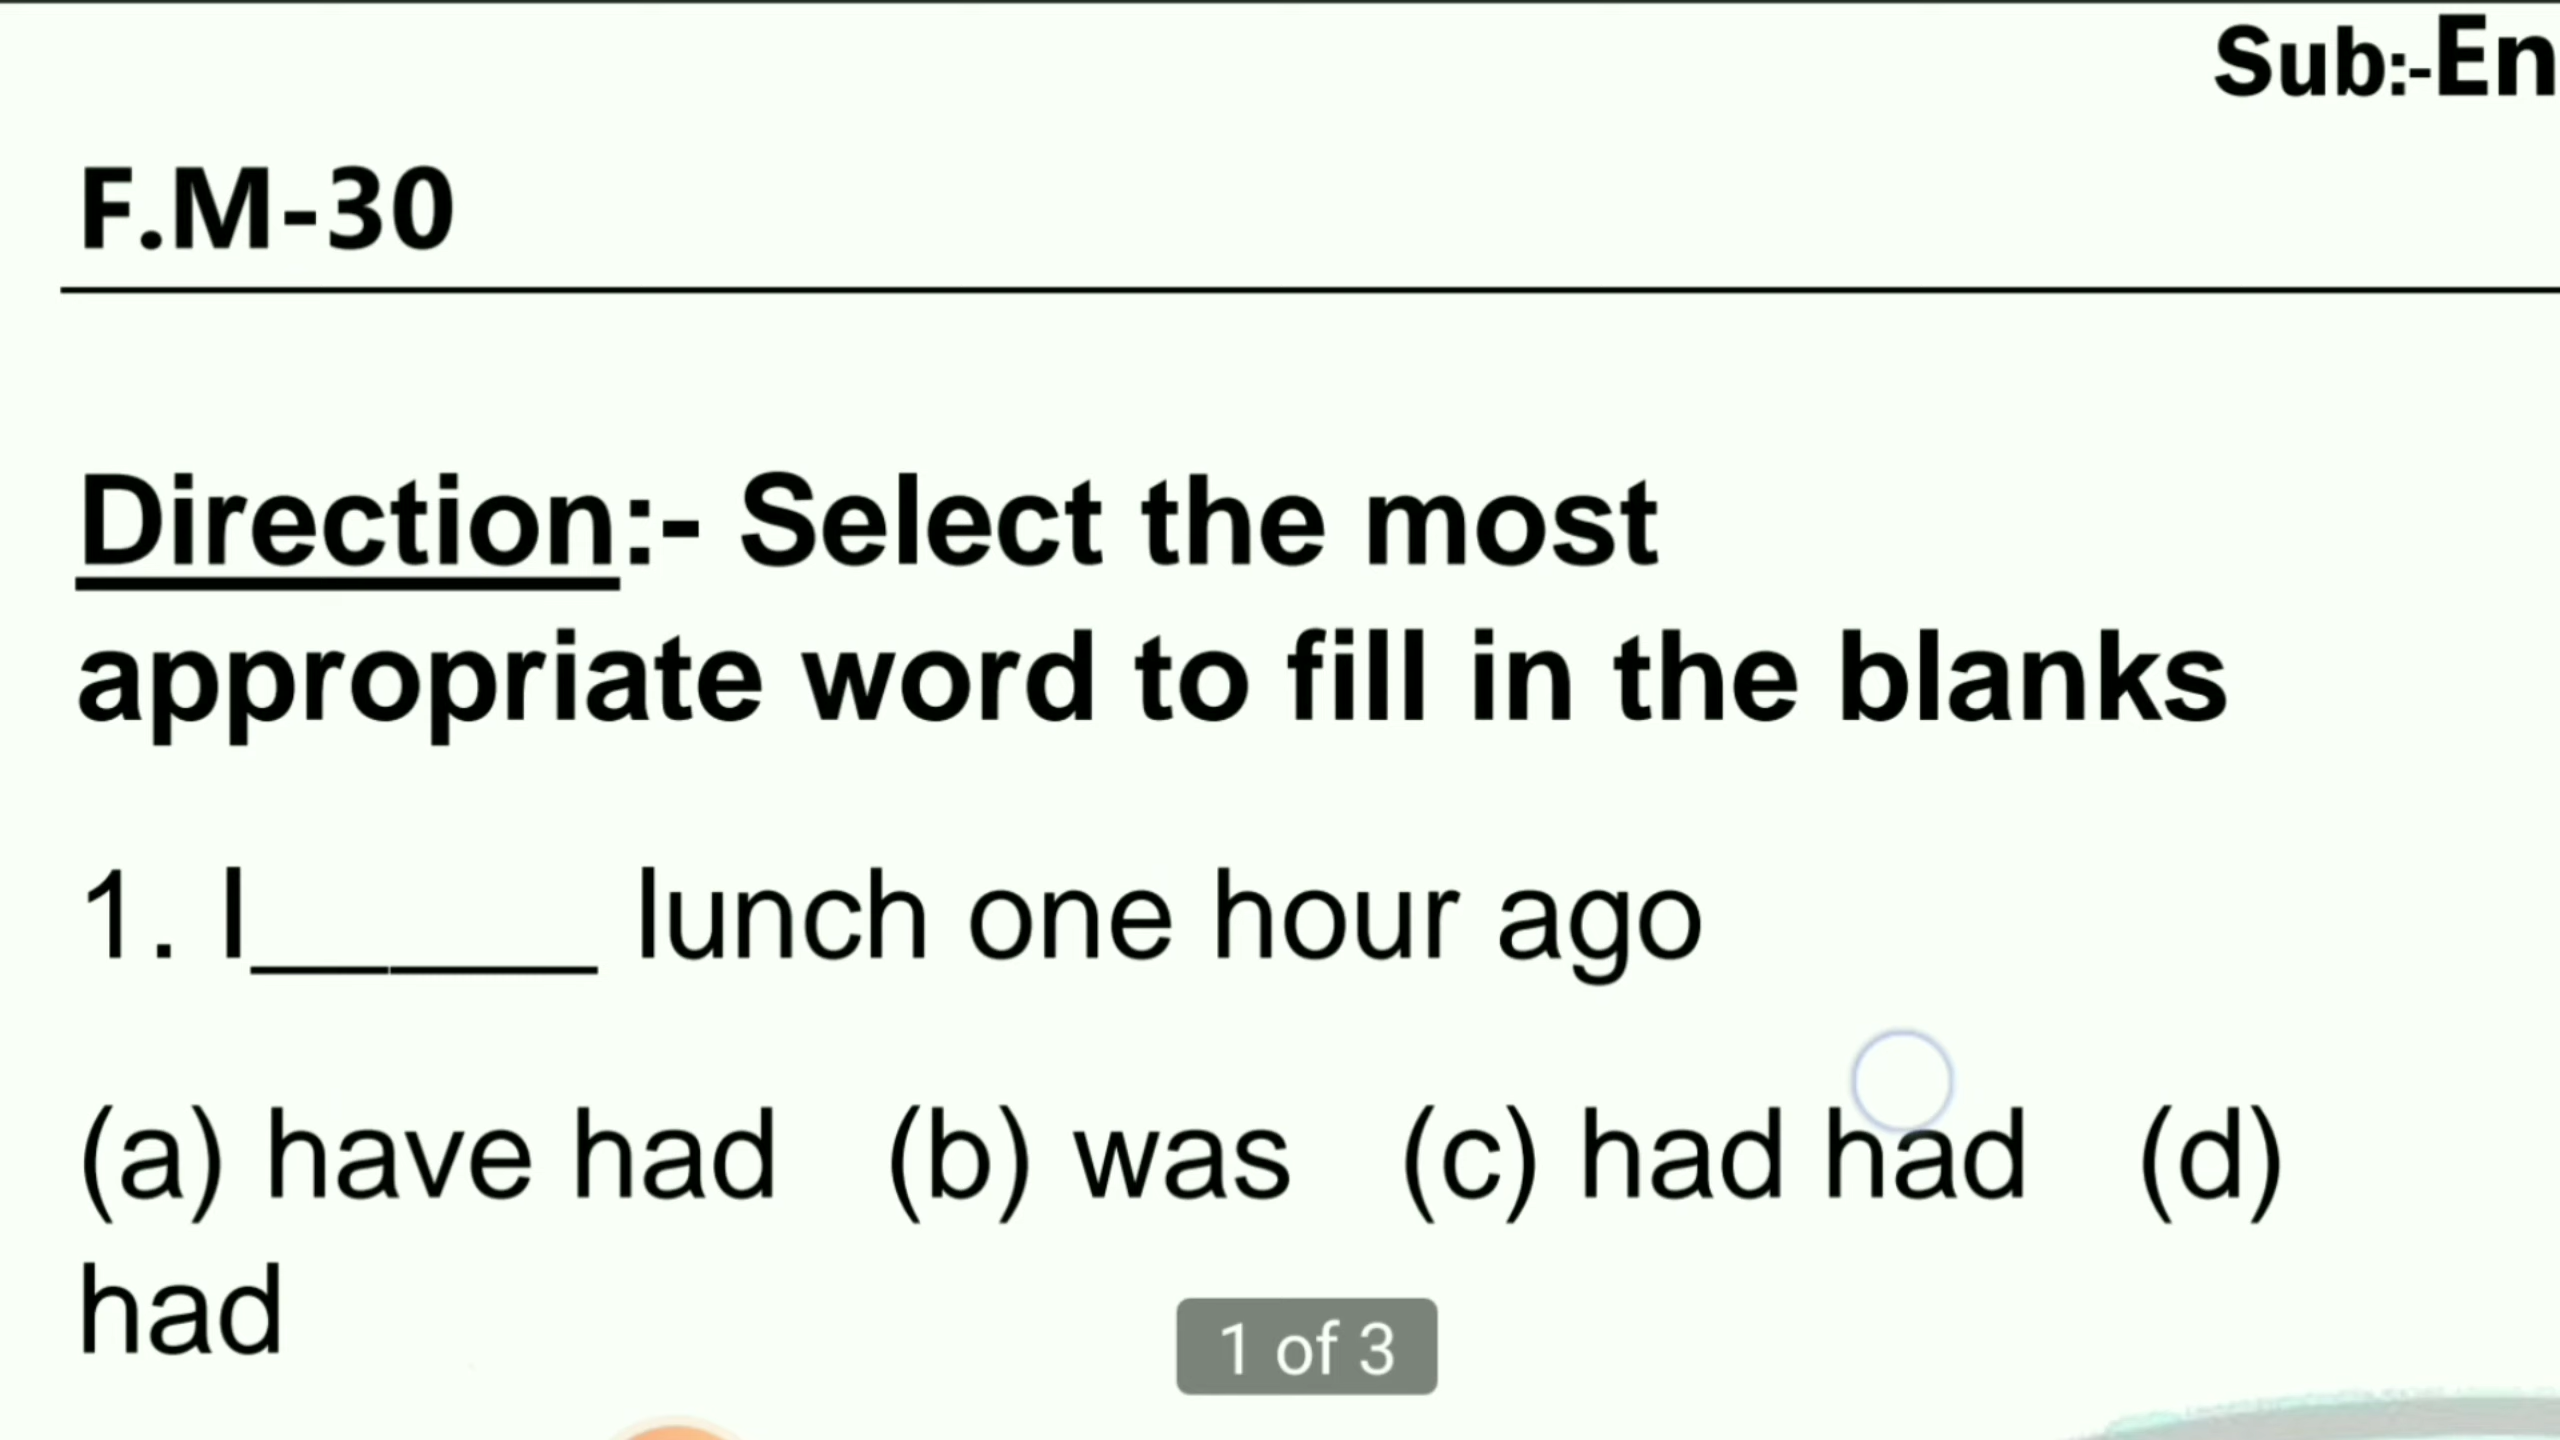 Sub:-En
F.M-30
Direction:- Select the most
appropriate word to fill in the blanks
1. I_____ lunch one hour ago
(a) have had (b) was (c) had had (d)
had
1 of 3